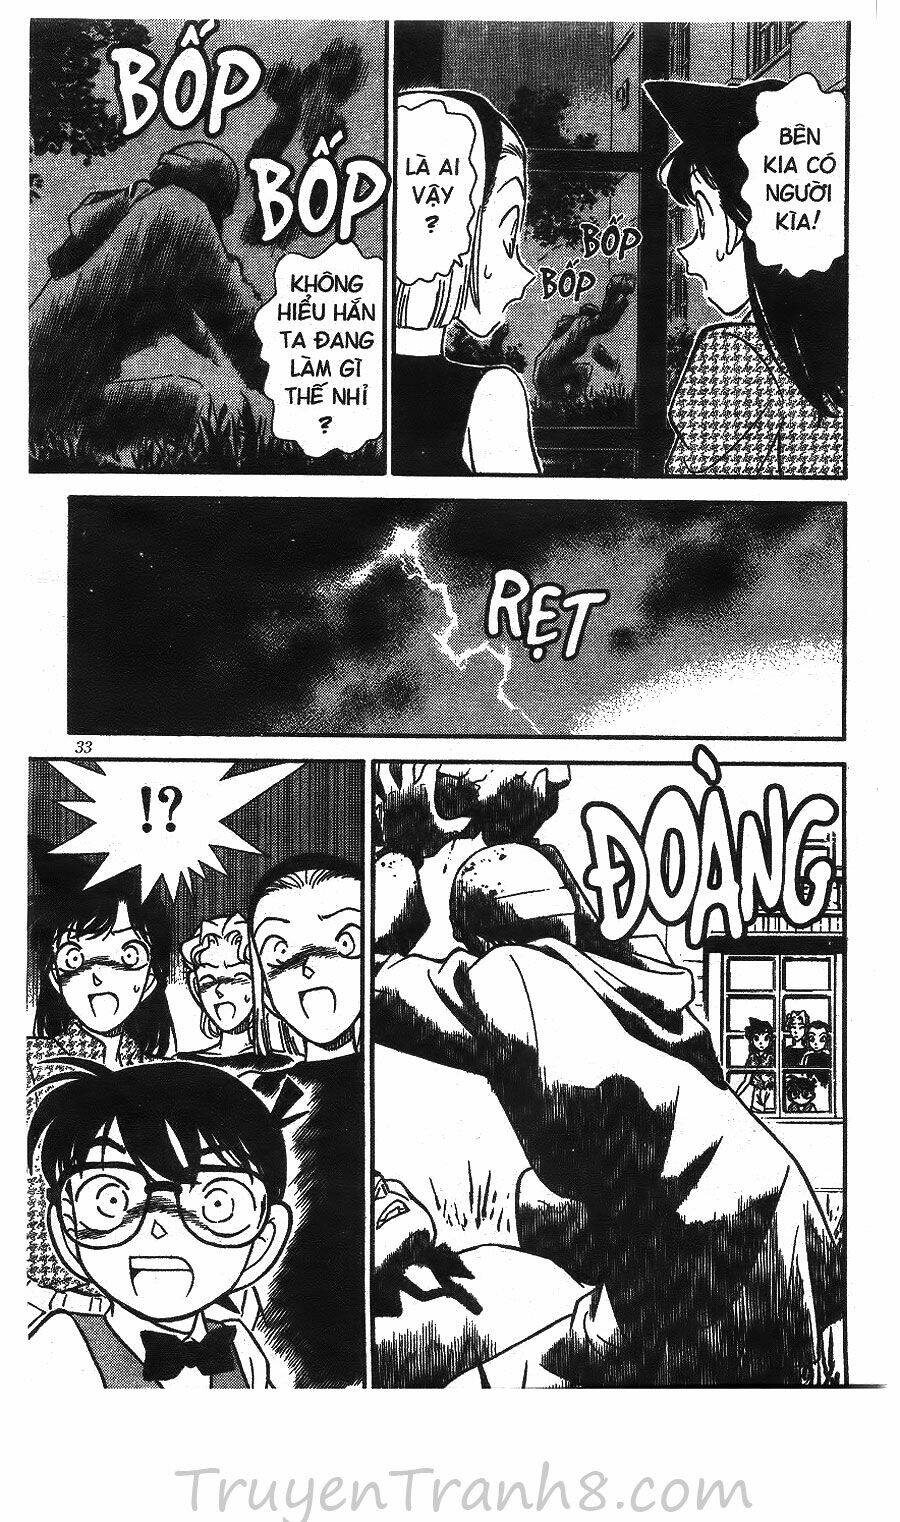 BÊN
KIA CÓ
NGƯỜI
KÌA!
LÀ AI
VẬY
?
BỐP
BỐP
BỐP
BỐP
KHÔNG
HIỂU HẮN
TA ĐANG
LÀM GÌ
THẾ NHỈ
?
RẸT
33
ĐOÀNG
!?
TruyenTranh8.com